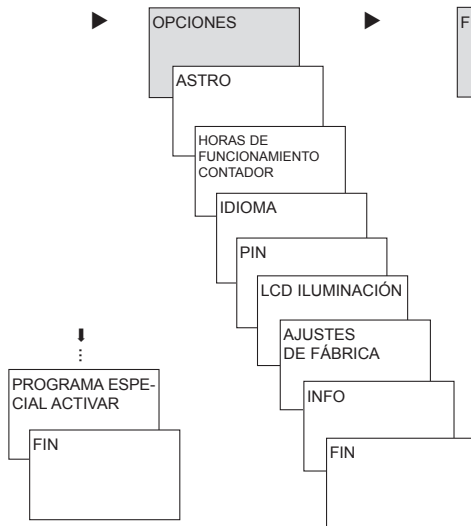 OPCIONES
F
ASTRO
HORAS DE
FUNCIONAMIENTO
CONTADOR
IDIOMA
PIN
LCD ILUMINACIÓN
AJUSTES
DE FÁBRICA
INFO
FIN
PROGRAMA ESPE-
CIAL ACTIVAR
FIN